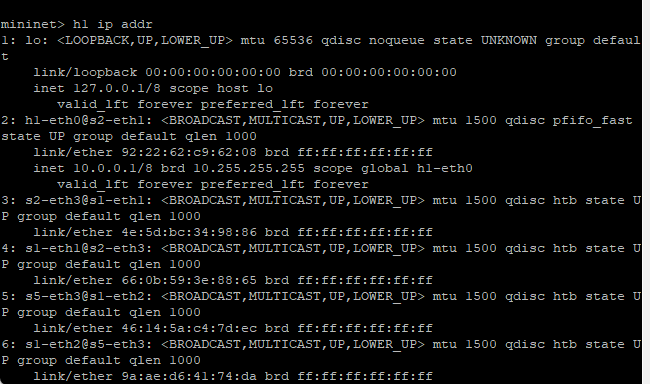 mininet> h1 ip addr
1: lo: <LOOPBACK,UP,LOWER_UP> mtu 65536 qdisc noqueue state UNKNOWN group defaul
t
    link/loopback 00:00:00:00:00:00 brd 00:00:00:00:00:00
    inet 127.0.0.1/8 scope host lo
       valid_lft forever preferred_lft forever
2: h1-eth0@s2-eth1: <BROADCAST,MULTICAST,UP,LOWER_UP> mtu 1500 qdisc pfifo_fast
state UP group default qlen 1000
    link/ether 92:22:62:c9:62:08 brd ff:ff:ff:ff:ff:ff
    inet 10.0.0.1/8 brd 10.255.255.255 scope global h1-eth0
       valid_lft forever preferred_lft forever
3: s2-eth3@s1-eth1: <BROADCAST,MULTICAST,UP,LOWER_UP> mtu 1500 qdisc htb state U
P group default qlen 1000
    link/ether 4e:5d:bc:34:98:86 brd ff:ff:ff:ff:ff:ff
4: s1-eth1@s2-eth3: <BROADCAST,MULTICAST,UP,LOWER_UP> mtu 1500 qdisc htb state U
P group default qlen 1000
    link/ether 66:0b:59:3e:88:65 brd ff:ff:ff:ff:ff:ff
5: s5-eth3@s1-eth2: <BROADCAST,MULTICAST,UP,LOWER_UP> mtu 1500 qdisc htb state U
P group default qlen 1000
    link/ether 46:14:5a:c4:7d:ec brd ff:ff:ff:ff:ff:ff
6: s1-eth2@s5-eth3: <BROADCAST,MULTICAST,UP,LOWER_UP> mtu 1500 qdisc htb state U
P group default qlen 1000
    link/ether 9a:ae:d6:41:74:da brd ff:ff:ff:ff:ff:ff